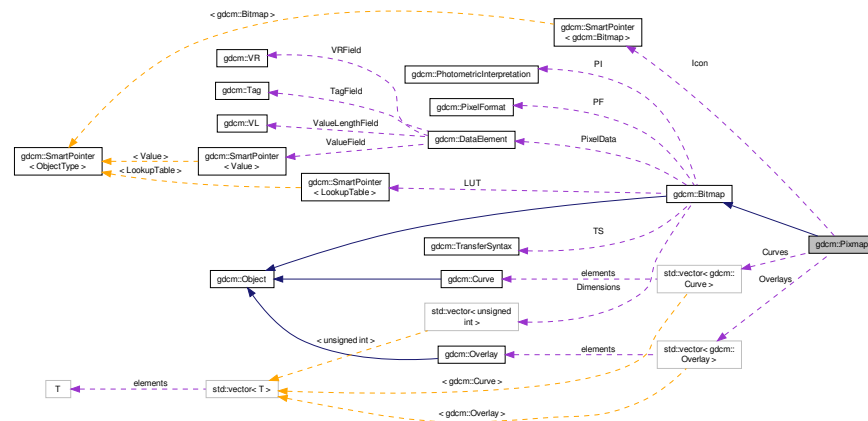 < gdcm::Bitmap >
gdcm::SmartPointer
< gdcm::Bitmap >
VRField
gdcm::VR
PI
Icon
gdcm::PhotometricInterpretation
gdcm::Tag
TagField
PF
gdcm::PixelFormat
gdcm::VL
ValueLengthField
gdcm::DataElement
PixelData
ValueField
gdcm::SmartPointer
< ObjectType >
< Value >
gdcm::SmartPointer
< Value >
< LookupTable >
gdcm::SmartPointer
< LookupTable >
LUT
gdcm::Bitmap
TS
gdcm::TransferSyntax
gdcm::Pixmap
Curves
gdcm::Object
gdcm::Curve
elements
std::vector< gdcm::
Curve >
Overlays
Dimensions
std::vector< unsigned
int >
< unsigned int >
gdcm::Overlay
elements
std::vector< gdcm::
Overlay >
T
elements
std::vector< T >
< gdcm::Curve >
< gdcm::Overlay >